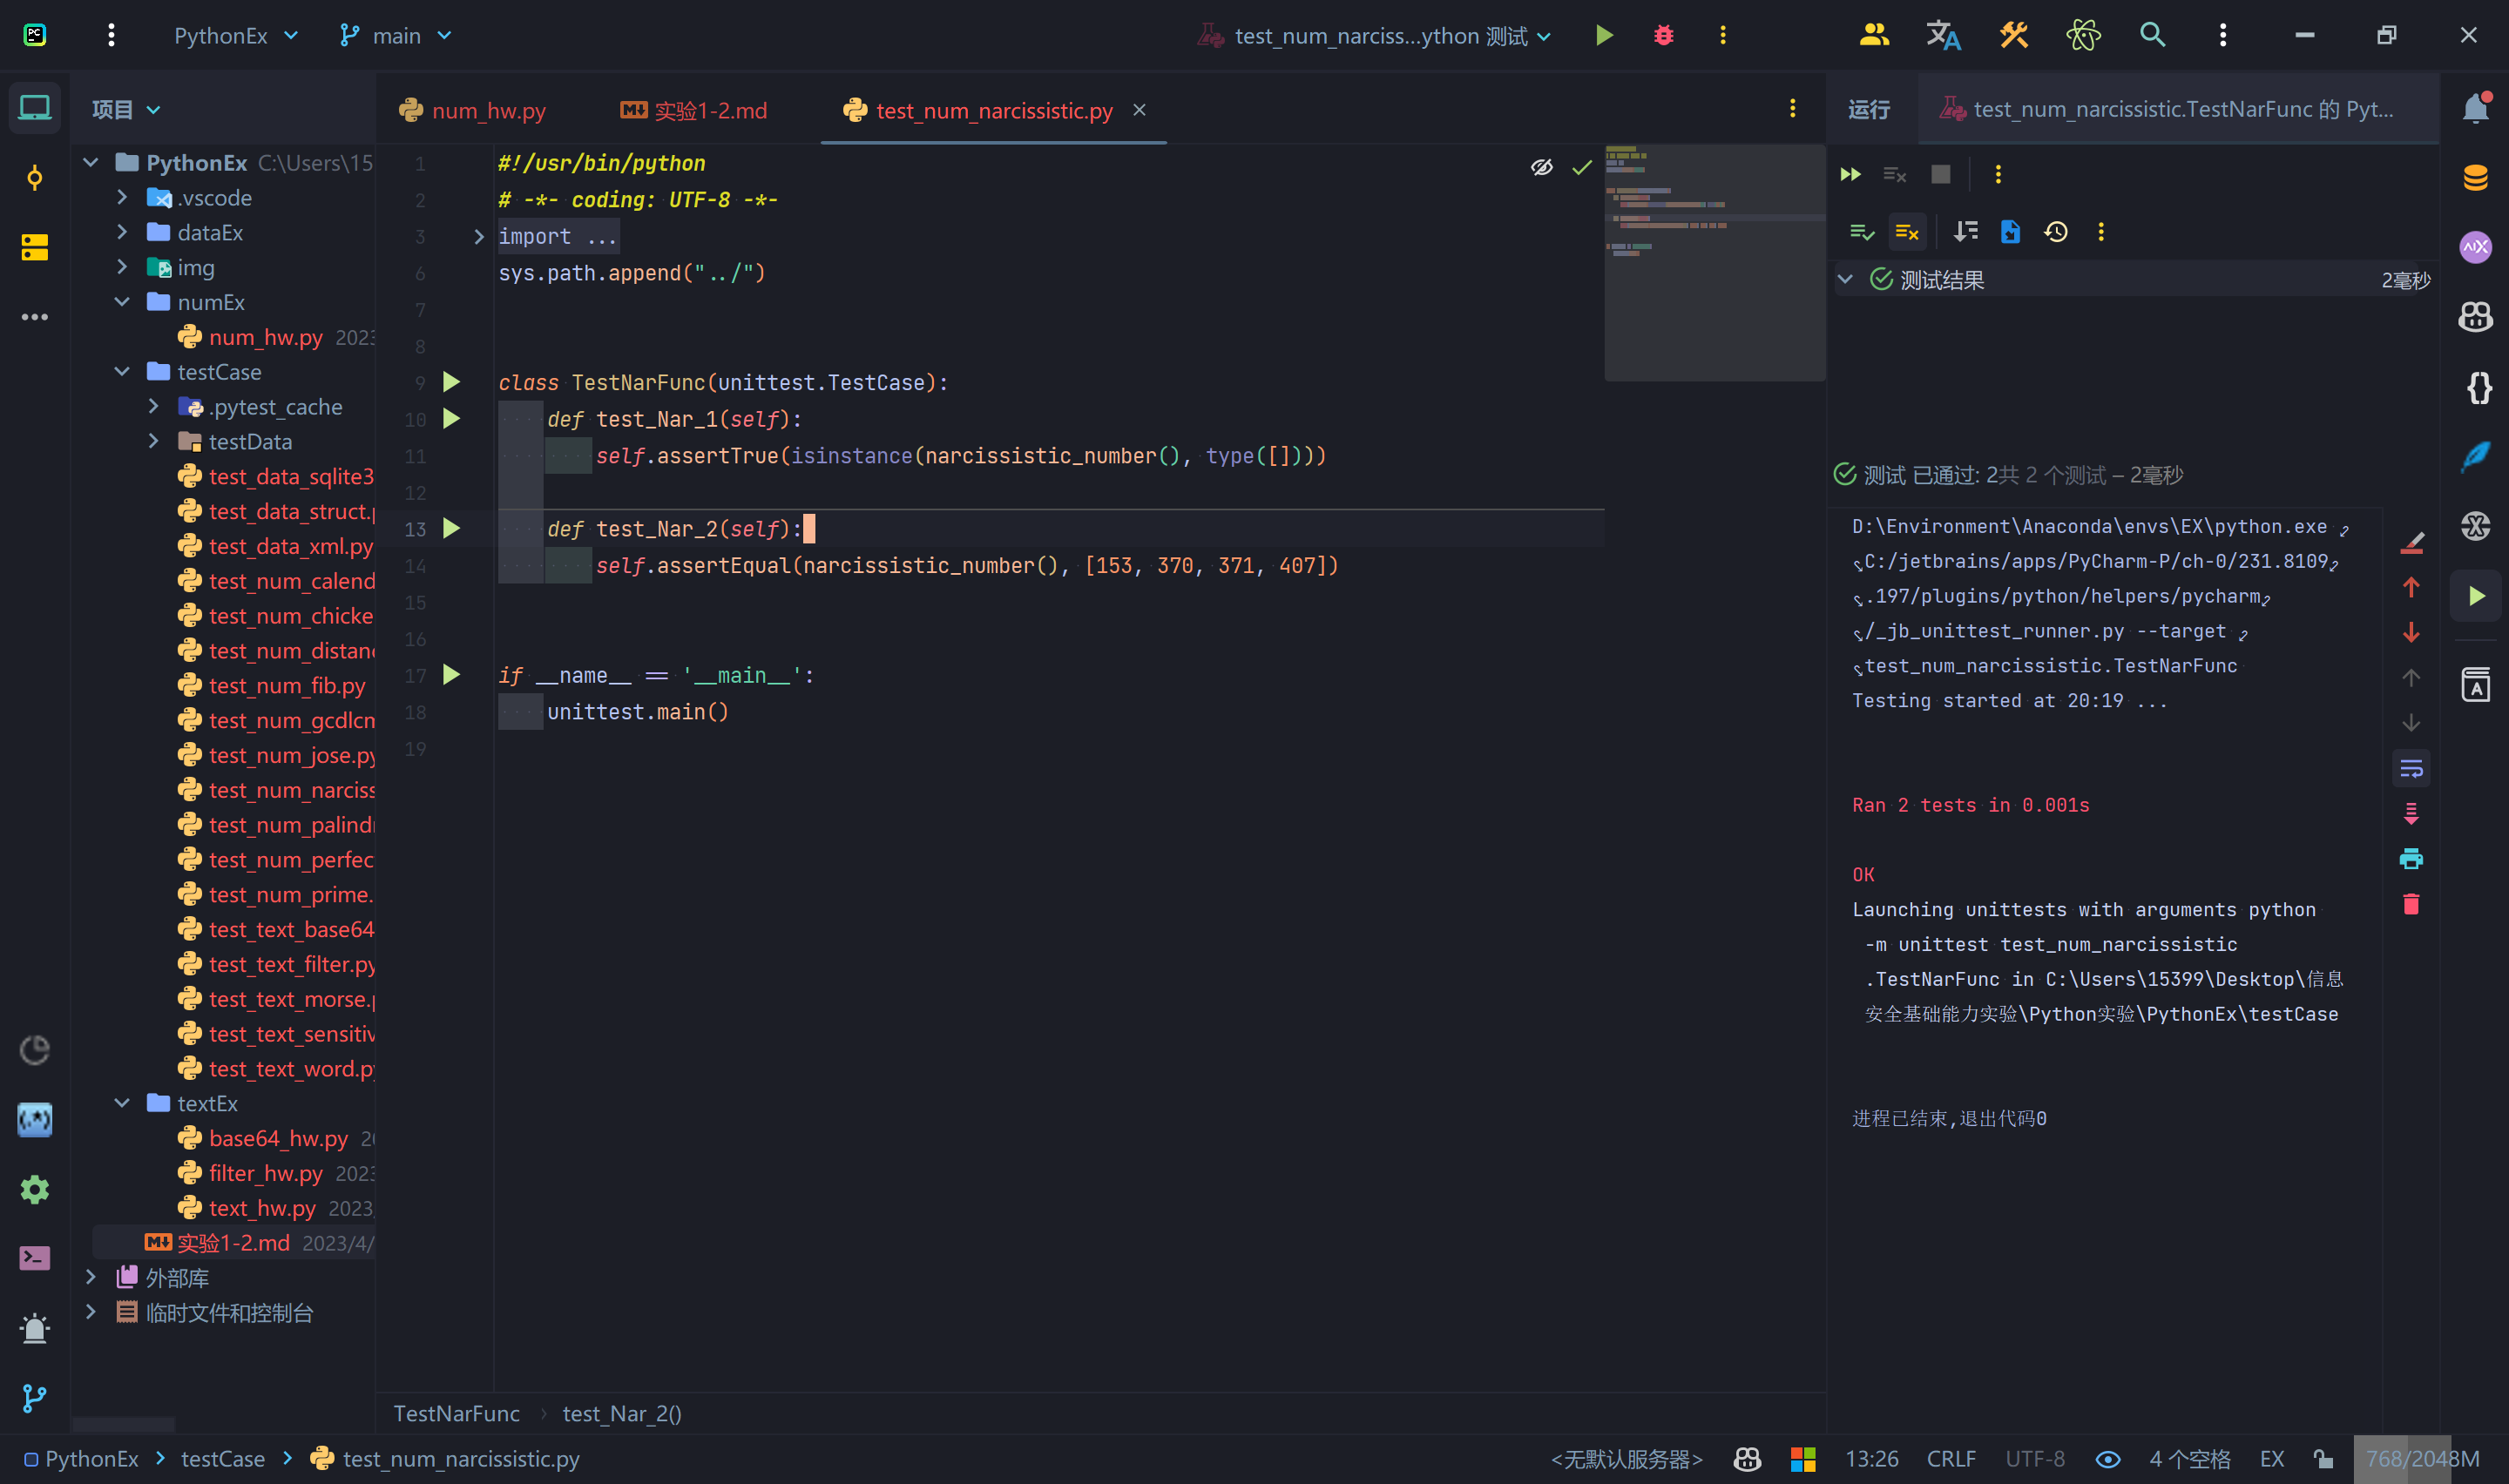 PythonEx
main
test_num_narciss...ython 测试
项目
num_hw.py
实验1-2.md
test_num_narcissistic.py
运行
test_num_narcissistic.TestNarFunc 的 Pyt...
PythonEx C:\Users\15
.vscode
dataEx
img
numEx
num_hw.py 2023
testCase
.pytest_cache
testData
test_data_sqlite3
test_data_struct.p
test_data_xml.py
test_num_calend
test_num_chicke
test_num_distanc
test_num_fib.py
test_num_gcdlcm
test_num_jose.py
test_num_narciss
test_num_palindr
test_num_perfec
test_num_prime.
test_text_base64
test_text_filter.py
test_text_morse.p
test_text_sensitiv
test_text_word.py
textEx
base64_hw.py 20
filter_hw.py 2023
text_hw.py 2023/
实验1-2.md 2023/4/
外部库
临时文件和控制台
1 #!/usr/bin/python
2 # -*- coding: UTF-8 -*-
3 import ...
6 sys.path.append("../")
7
8
9 class TestNarFunc(unittest.TestCase):
10 def test_Nar_1(self):
11 self.assertTrue(isinstance(narcissistic_number(), type([])))
12
13 def test_Nar_2(self):
14 self.assertEqual(narcissistic_number(), [153, 370, 371, 407])
15
16
17 if __name__ == '__main__':
18 unittest.main()
19
测试结果 2毫秒
测试 已通过: 2共 2 个测试 – 2毫秒
D:\Environment\Anaconda\envs\EX\python.exe
C:/jetbrains/apps/PyCharm-P/ch-0/231.8109
.197/plugins/python/helpers/pycharm
/_jb_unittest_runner.py --target
test_num_narcissistic.TestNarFunc
Testing started at 20:19 ...
Ran 2 tests in 0.001s
OK
Launching unittests with arguments python
-m unittest test_num_narcissistic
.TestNarFunc in C:\Users\15399\Desktop\信息
安全基础能力实验\Python实验\PythonEx\testCase
进程已结束,退出代码0
TestNarFunc › test_Nar_2()
PythonEx > testCase > test_num_narcissistic.py
<无默认服务器> 13:26 CRLF UTF-8 4 个空格 EX 768/2048M